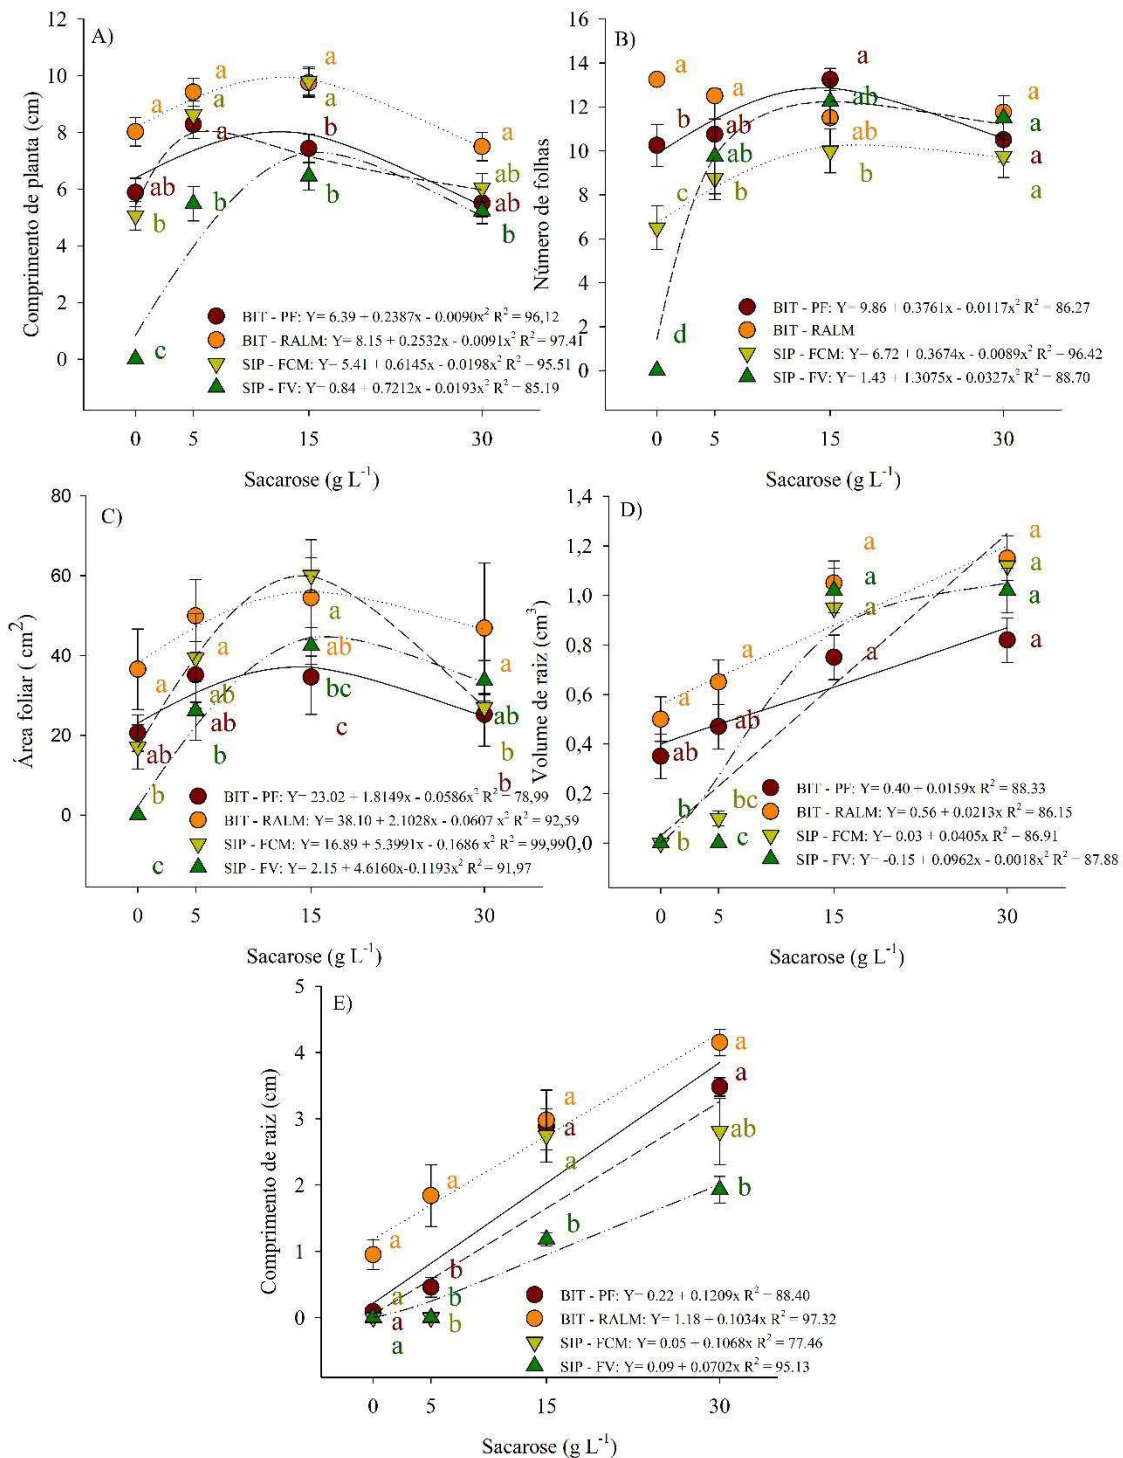 A)
Comprimento de planta (cm)
12
10
8
6
4
2
0
a
a
a
a
a
a
b
a
ab
b
b
b
ab
ab
b
c
BIT - PF: Y= 6.39 + 0.2387x - 0.0090x² R² = 96,12
BIT - RALM: Y= 8.15 + 0.2532x - 0.0091x² R² = 97.41
SIP - FCM: Y= 5.41 + 0.6145x - 0.0198x² R² = 95.51
SIP - FV: Y= 0.84 + 0.7212x - 0.0193x² R² = 85.19
0 5 15 30
Sacarose (g L⁻¹)
B)
Número de folhas
16
14
12
10
8
6
4
2
0
a
a
a
a
b
ab
ab
ab
ab
a
a
a
c
b
b
d
BIT - PF: Y= 9.86 + 0.3761x - 0.0117x² R² = 86.27
BIT - RALM
SIP - FCM: Y= 6.72 + 0.3674x - 0.0089x² R² = 96.42
SIP - FV: Y= 1.43 + 1.3075x - 0.0327x² R² = 88.70
0 5 15 30
Sacarose (g L⁻¹)
C)
Área foliar ( cm²)
80
60
40
20
0
a
a
a
ab
a
ab
ab
ab
b
bc
c
ab
b
b
b
c
BIT - PF: Y= 23.02 + 1.8149x - 0.0586x² R² = 78,99
BIT - RALM: Y= 38.10 + 2.1028x - 0.0607 x² R² = 92,59
SIP - FCM: Y= 16.89 + 5.3991x - 0.1686 x² R² = 99,99
SIP - FV: Y= 2.15 + 4.6160x-0.1193x² R² = 91,97
0 5 15 30
Sacarose (g L⁻¹)
D)
Volume de raiz (cm³)
1,4
1,2
1,0
0,8
0,6
0,4
0,2
0,0
a
a
a
a
a
a
a
a
a
ab
ab
b
b
bc
c
BIT - PF: Y= 0.40 + 0.0159x R² = 88.33
BIT - RALM: Y= 0.56 + 0.0213x R² = 86.15
SIP - FCM: Y= 0.03 + 0.0405x R² = 86.91
SIP - FV: Y= -0.15 + 0.0962x - 0.0018x² R² = 87.88
0 5 15 30
Sacarose (g L⁻¹)
E)
Comprimento de raiz (cm)
5
4
3
2
1
0
a
a
a
a
a
a
a
ab
b
b
a
a
a
b
b
b
BIT - PF: Y= 0.22 + 0.1209x R² = 88.40
BIT - RALM: Y= 1.18 + 0.1034x R² = 97.32
SIP - FCM: Y= 0.05 + 0.1068x R² = 77.46
SIP - FV: Y= 0.09 + 0.0702x R² = 95.13
0 5 15 30
Sacarose (g L⁻¹)